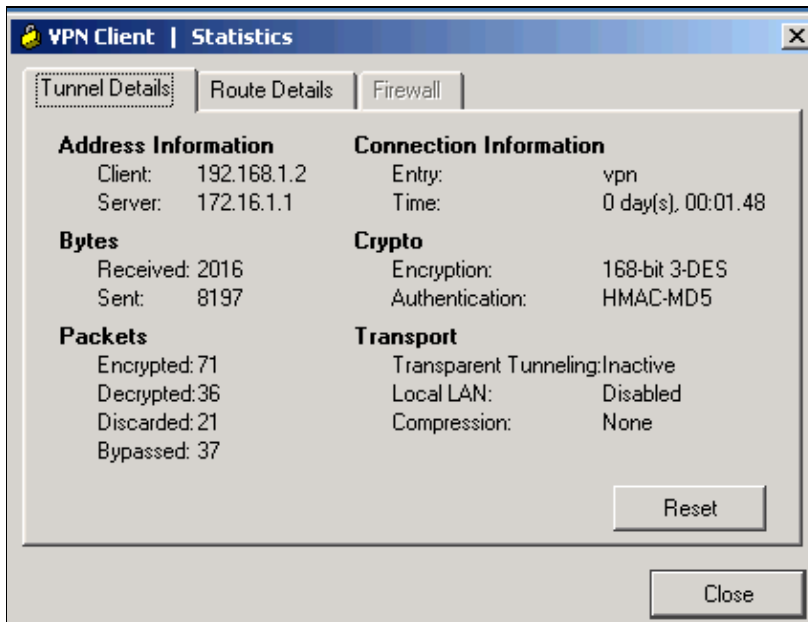 VPN Client | Statistics
Tunnel Details Route Details Firewall
Address Information
Client: 192.168.1.2
Server: 172.16.1.1
Connection Information
Entry: vpn
Time: 0 day(s), 00:01.48
Bytes
Received: 2016
Sent: 8197
Crypto
Encryption: 168-bit 3-DES
Authentication: HMAC-MD5
Packets
Encrypted: 71
Decrypted: 36
Discarded: 21
Bypassed: 37
Transport
Transparent Tunneling: Inactive
Local LAN: Disabled
Compression: None
Reset
Close